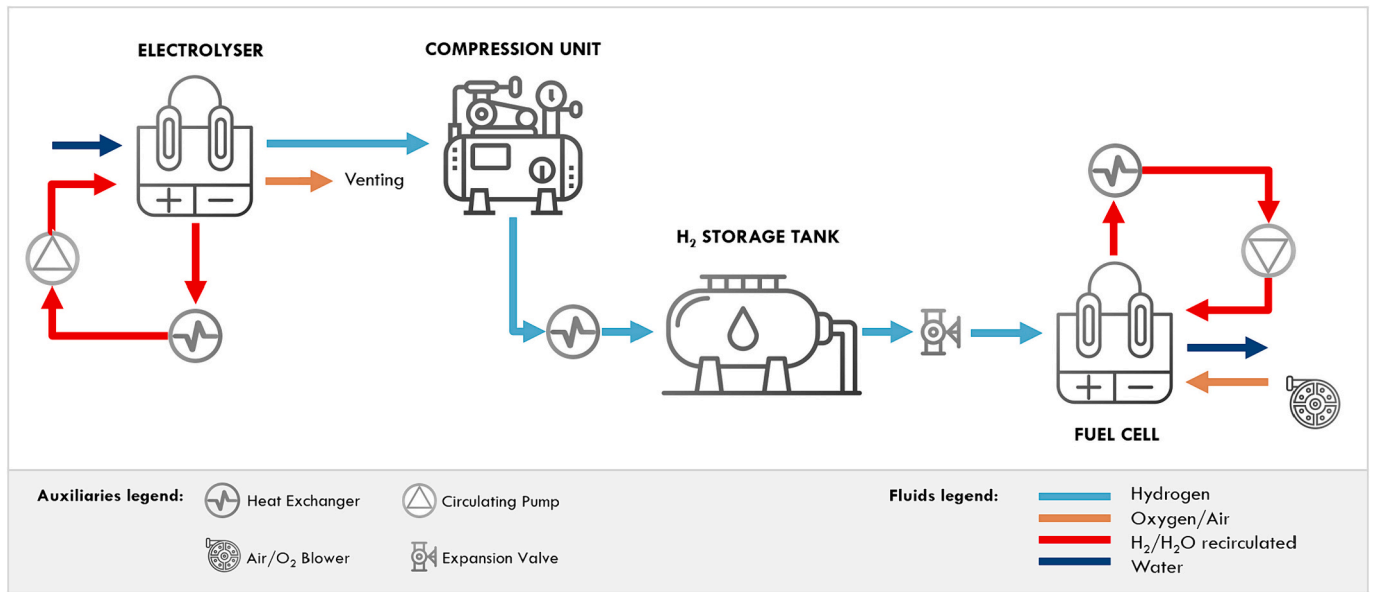 ELECTROLYSER
COMPRESSION UNIT
Venting
H₂ STORAGE TANK
FUEL CELL
Auxiliaries legend:
Heat Exchanger
Circulating Pump
Air/O₂ Blower
Expansion Valve
Fluids legend:
Hydrogen
Oxygen/Air
H₂/H₂O recirculated
Water